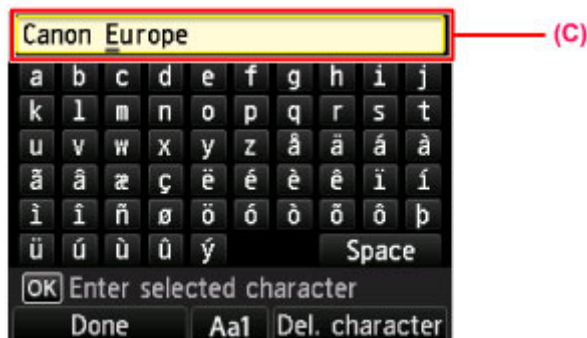 Canon Europe
(C)
a b c d e f g h i j
k l m n o p q r s t
u v w x y z å ä á à
ã â æ ç ë é è ê ï í
ì î ñ ø ö ó ò õ ô þ
ü ú ù û ý Space
OK Enter selected character
Done Aa1 Del. character